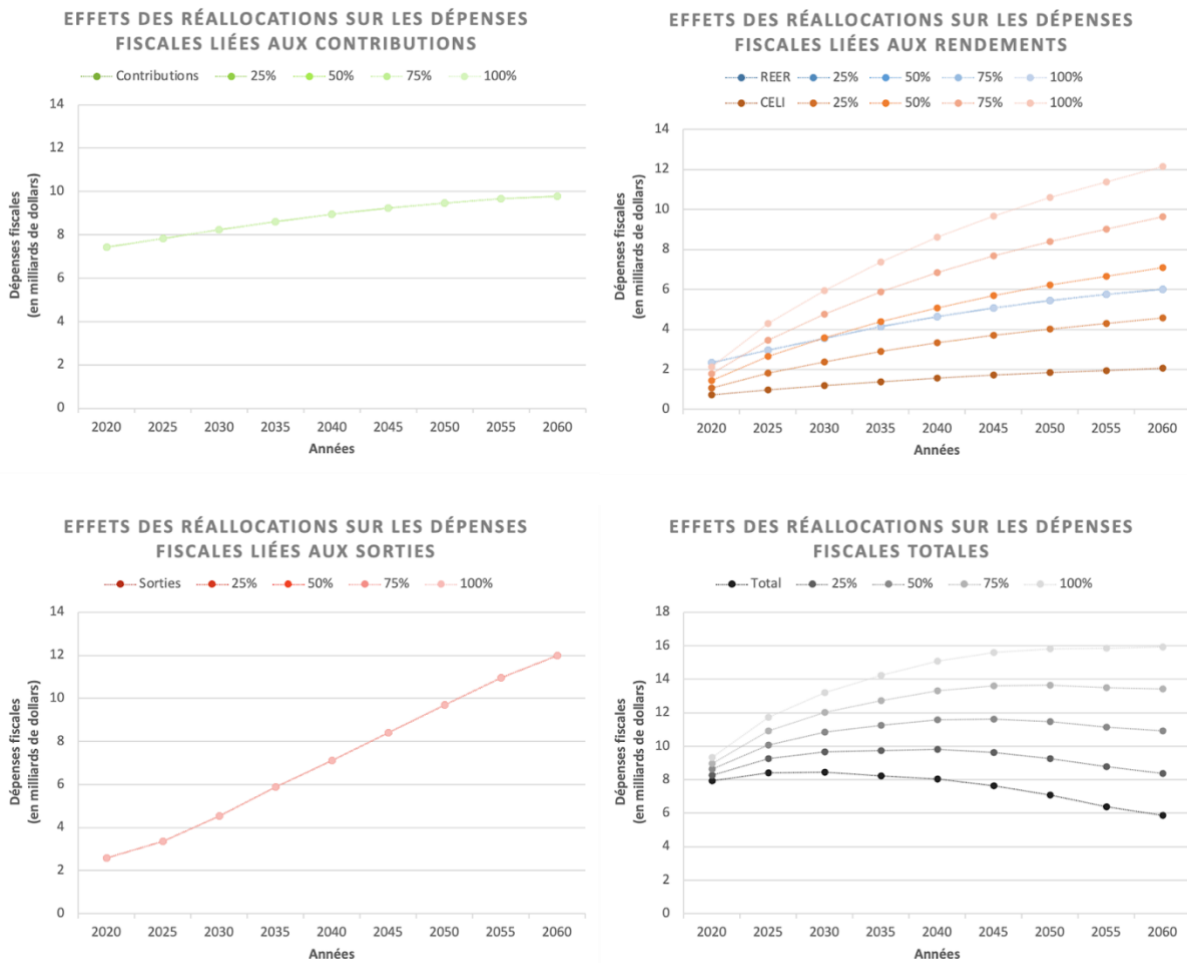 EFFETS DES RÉALLOCATIONS SUR LES DÉPENSES
FISCALES LIÉES AUX CONTRIBUTIONS
Contributions 25% 50% 75% 100%
14
12
10
8
6
4
2
0
Dépenses fiscales
(en milliards de dollars)
2020 2025 2030 2035 2040 2045 2050 2055 2060
Années
EFFETS DES RÉALLOCATIONS SUR LES DÉPENSES
FISCALES LIÉES AUX RENDEMENTS
REER 25% 50% 75% 100%
CELI 25% 50% 75% 100%
14
12
10
8
6
4
2
0
Dépenses fiscales
(en milliards de dollars)
2020 2025 2030 2035 2040 2045 2050 2055 2060
Années
EFFETS DES RÉALLOCATIONS SUR LES DÉPENSES
FISCALES LIÉES AUX SORTIES
Sorties 25% 50% 75% 100%
14
12
10
8
6
4
2
0
Dépenses fiscales
(en milliards de dollars)
2020 2025 2030 2035 2040 2045 2050 2055 2060
Années
EFFETS DES RÉALLOCATIONS SUR LES DÉPENSES
FISCALES TOTALES
Total 25% 50% 75% 100%
18
16
14
12
10
8
6
4
2
0
Dépenses fiscales
(en milliards de dollars)
2020 2025 2030 2035 2040 2045 2050 2055 2060
Années